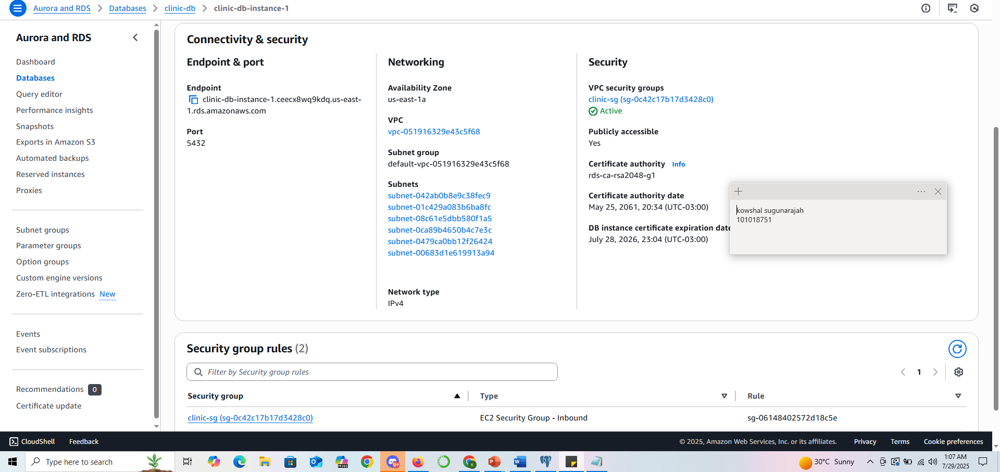 Aurora and RDS > Databases > clinic-db > clinic-db-instance-1
Aurora and RDS
Dashboard
Databases
Query editor
Performance insights
Snapshots
Exports in Amazon S3
Automated backups
Reserved instances
Proxies
Subnet groups
Parameter groups
Option groups
Custom engine versions
Zero-ETL integrations New
Events
Event subscriptions
Recommendations 0
Certificate update
Connectivity & security
Endpoint & port
Endpoint
clinic-db-instance-1.ceecx8wq9kdq.us-east-
1.rds.amazonaws.com
Port
5432
Networking
Availability Zone
us-east-1a
VPC
vpc-051916329e43c5f68
Subnet group
default-vpc-051916329e43c5f68
Subnets
subnet-042ab0b8e9c38fec9
subnet-01c429a083b6ba8fc
subnet-08c61e5dbb580f1a5
subnet-0ca89b4650b4c7e3c
subnet-0479ca0bb12f26424
subnet-00683d1e619913a94
Network type
IPv4
Security
VPC security groups
clinic-sg (sg-0c42c17b17d3428c0)
Active
Publicly accessible
Yes
Certificate authority Info
rds-ca-rsa2048-g1
Certificate authority date
May 25, 2061, 20:34 (UTC-03:00)
DB instance certificate expiration date
July 28, 2026, 23:04 (UTC-03:00)
kowshal sugunarajah
101018751
Security group rules (2)
Filter by Security group rules
1
Security group Type Rule
clinic-sg (sg-0c42c17b17d3428c0) EC2 Security Group - Inbound sg-06148402572d18c5e
CloudShell Feedback © 2025, Amazon Web Services, Inc. or its affiliates. Privacy Terms Cookie preferences
Type here to search
M365
9+
K
30°C Sunny
1:07 AM
7/29/2025